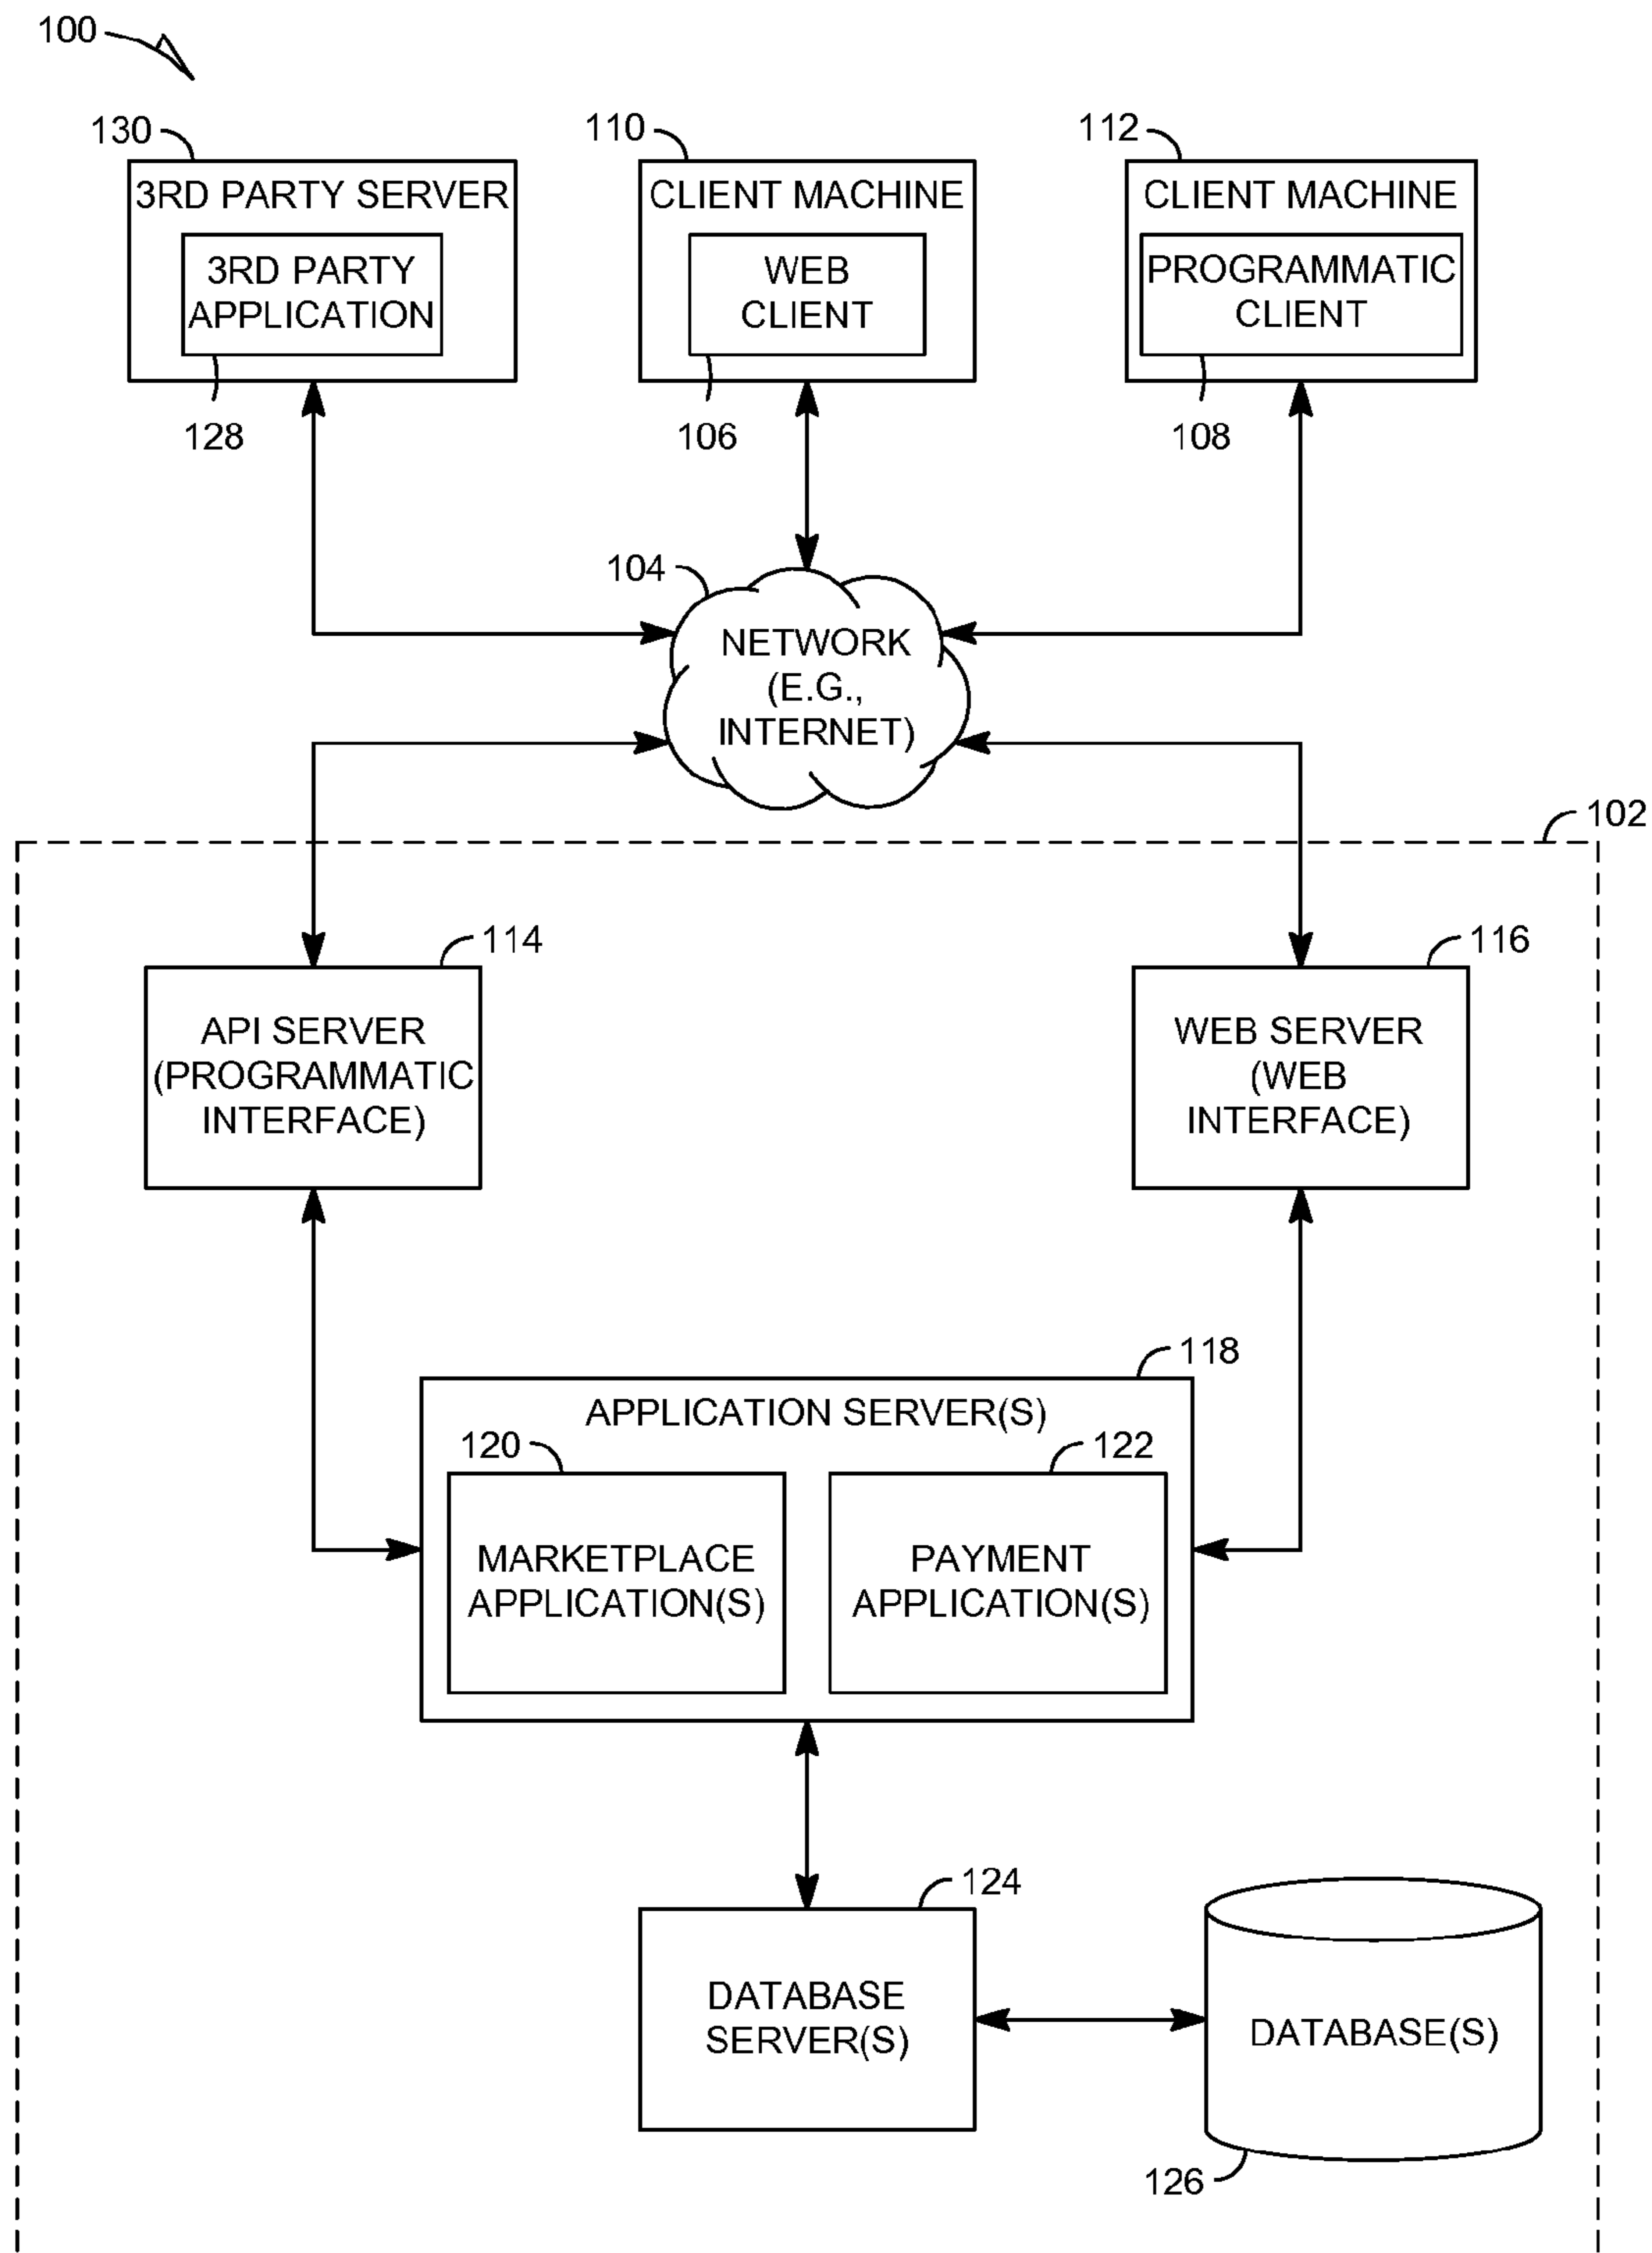 100
130
110
112
3RD PARTY SERVER
CLIENT MACHINE
CLIENT MACHINE
3RD PARTY
APPLICATION
WEB
CLIENT
PROGRAMMATIC
CLIENT
128
106
108
104
NETWORK
(E.G.,
INTERNET)
102
114
116
API SERVER
(PROGRAMMATIC
INTERFACE)
WEB SERVER
(WEB
INTERFACE)
118
APPLICATION SERVER(S)
120
122
MARKETPLACE
APPLICATION(S)
PAYMENT
APPLICATION(S)
124
DATABASE
SERVER(S)
DATABASE(S)
126